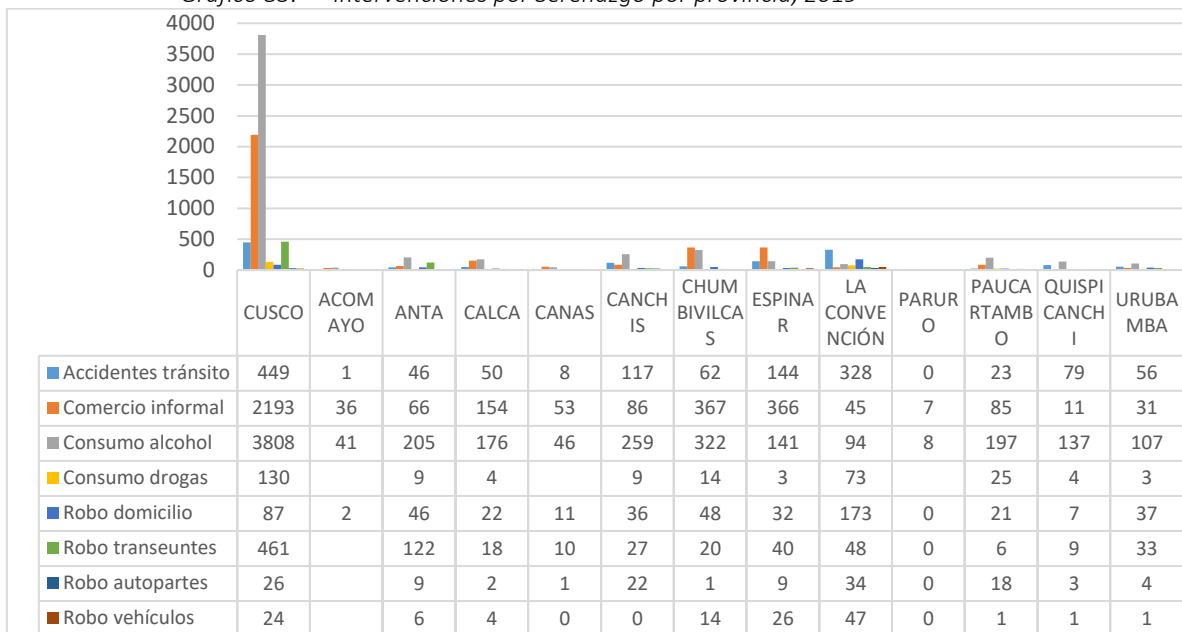 Gráfico Intervenciones por Serenazgo por provincia,
4000
3500
3000
2500
2000
1500
1000
500
0
CUSCO ACOM ANTA CALCA CANAS CANCH CHUM ESPINA LA PARUR PAUCA QUISPI URUBA
AYO IS BIVILCA R CONVE O RTAMB CANCH MBA
S NCIÓN O I
Accidentes tránsito 449 1 46 50 8 117 62 144 328 0 23 79 56
Comercio informal 2193 36 66 154 53 86 367 366 45 7 85 11 31
Consumo alcohol 3808 41 205 176 46 259 322 141 94 8 197 137 107
Consumo drogas 130 9 4 9 14 3 73 25 4 3
Robo domicilio 87 2 46 22 11 36 48 32 173 0 21 7 37
Robo transeuntes 461 122 18 10 27 20 40 48 0 6 9 33
Robo autopartes 26 9 2 1 22 1 9 34 0 18 3 4
Robo vehículos 24 6 4 0 0 14 26 47 0 1 1 1